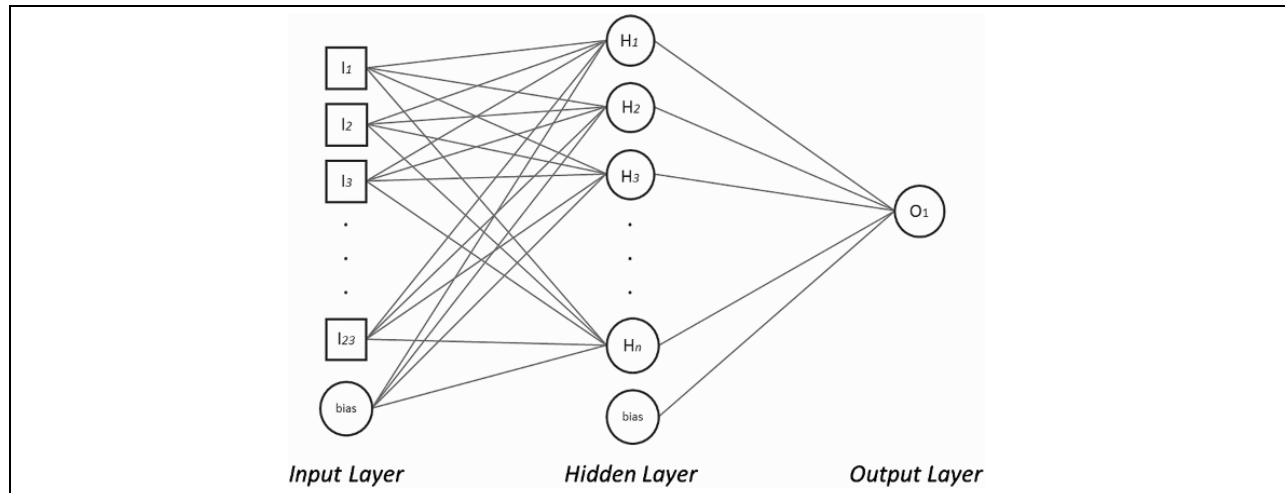 I1
I2
I3
.
.
.
I23
bias
H1
H2
H3
.
.
.
Hn
bias
O1
Input Layer
Hidden Layer
Output Layer